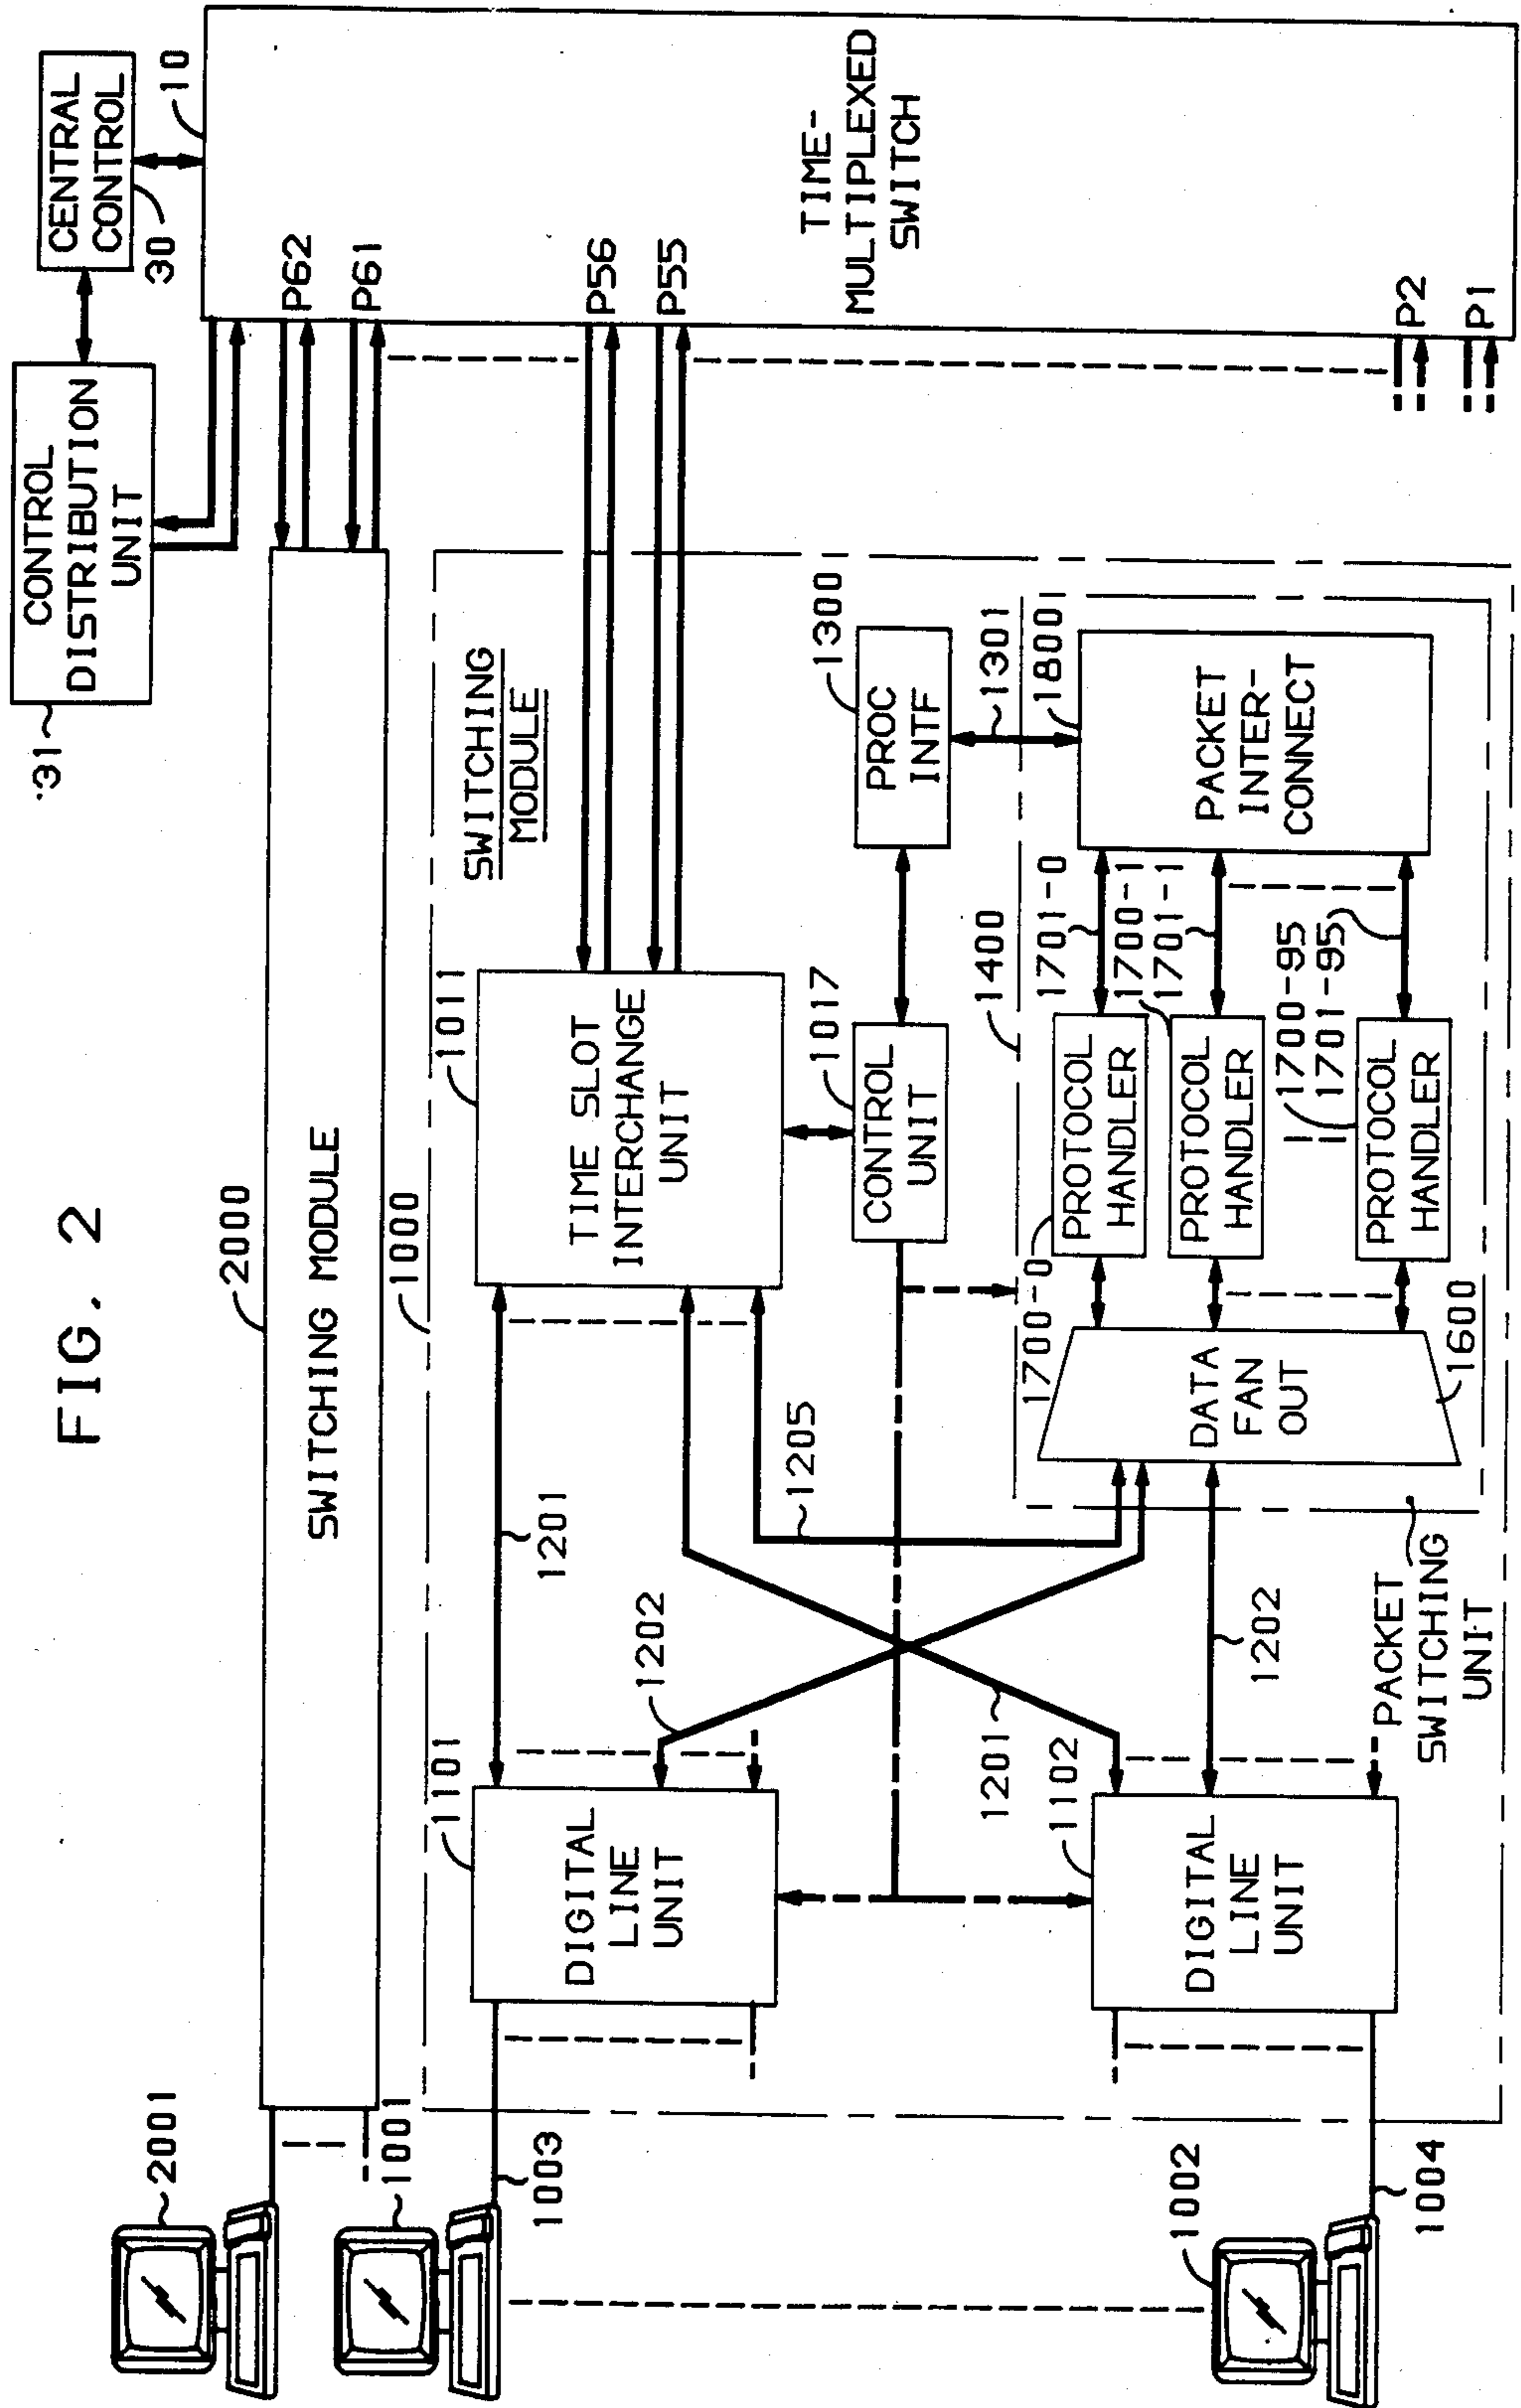 FIG. 2
2001
1001
1003
1002
1004
2000
SWITCHING MODULE
1000
SWITCHING
MODULE
1101
DIGITAL
LINE
UNIT
1102
DIGITAL
LINE
UNIT
1201
1202
1201
1202
1205
1011
TIME SLOT
INTERCHANGE
UNIT
1017
CONTROL
UNIT
1300
PROC
INTF
1301
1400
PACKET
SWITCHING
UNIT
1600
DATA
FAN
OUT
1700-0
PROTOCOL
HANDLER
1701-0
1700-1
1701-1
PROTOCOL
HANDLER
1700-95
1701-95
PROTOCOL
HANDLER
1800
PACKET
INTER-
CONNECT
31
CONTROL
DISTRIBUTION
UNIT
CENTRAL
CONTROL
30
10
P62
P61
P56
P55
P2
P1
TIME-
MULTIPLEXED
SWITCH